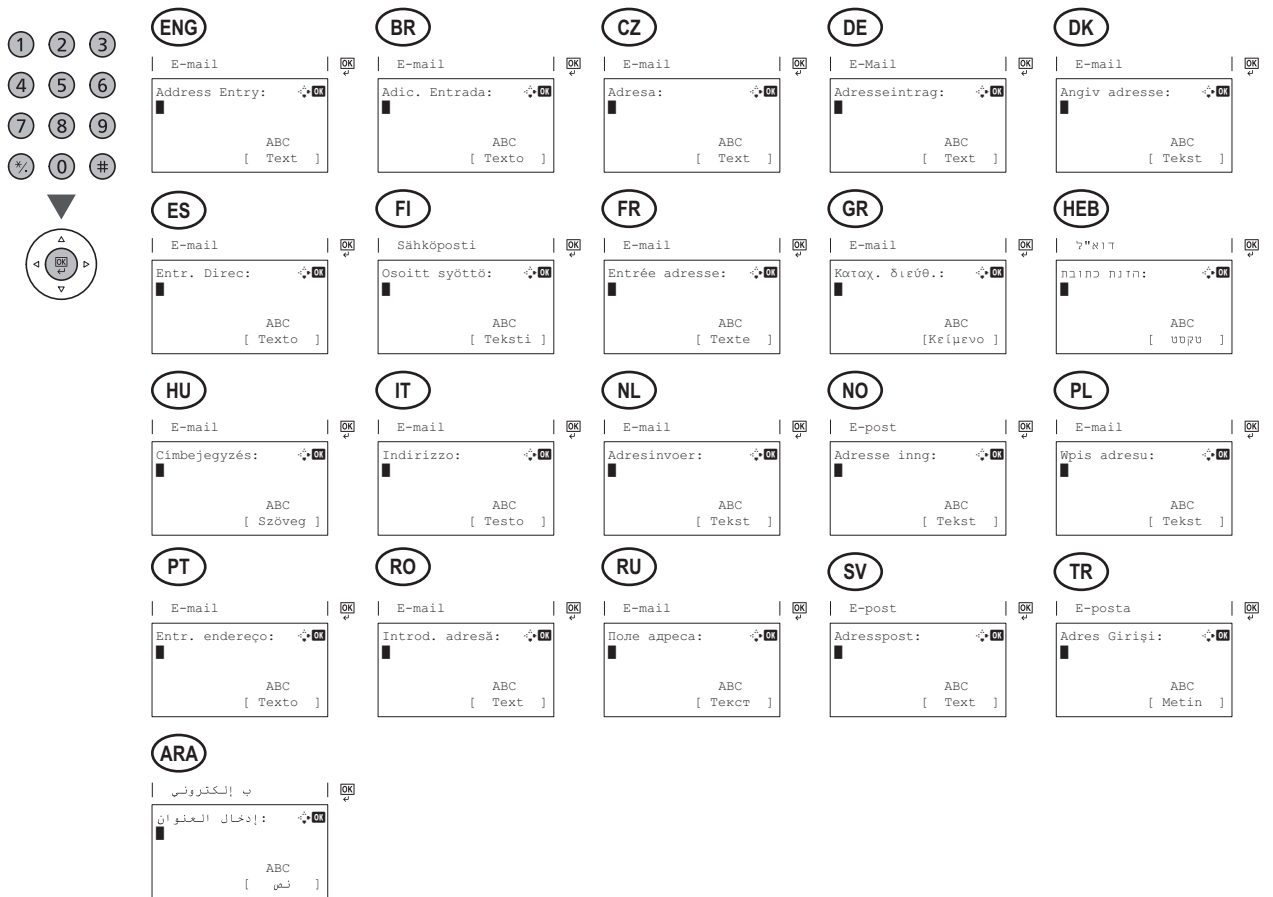 1 2 3
4 5 6
7 8 9
*/. 0 #
OK
ENG
E-mail OK
Address Entry: OK
ABC
[ Text ]
BR
E-mail OK
Adic. Entrada: OK
ABC
[ Texto ]
CZ
E-mail OK
Adresa: OK
ABC
[ Text ]
DE
E-Mail OK
Adresseintrag: OK
ABC
[ Text ]
DK
E-mail OK
Angiv adresse: OK
ABC
[ Tekst ]
ES
E-mail OK
Entr. Direc: OK
ABC
[ Texto ]
FI
Sähköposti OK
Osoitt syöttö: OK
ABC
[ Teksti ]
FR
E-mail OK
Entrée adresse: OK
ABC
[ Texte ]
GR
E-mail OK
Καταχ. διεύθ.: OK
ABC
[Κείμενο ]
HEB
דוא"ל OK
הזנת כתובת: OK
ABC
[ טקסט ]
HU
E-mail OK
Címbejegyzés: OK
ABC
[ Szöveg ]
IT
E-mail OK
Indirizzo: OK
ABC
[ Testo ]
NL
E-mail OK
Adresinvoer: OK
ABC
[ Tekst ]
NO
E-post OK
Adresse inng: OK
ABC
[ Tekst ]
PL
E-mail OK
Wpis adresu: OK
ABC
[ Tekst ]
PT
E-mail OK
Entr. endereço: OK
ABC
[ Texto ]
RO
E-mail OK
Introd. adresă: OK
ABC
[ Text ]
RU
E-mail OK
Поле адреса: OK
ABC
[ Текст ]
SV
E-post OK
Adresspost: OK
ABC
[ Text ]
TR
E-posta OK
Adres Girişi: OK
ABC
[ Metin ]
ARA
ب إلكتروني OK
إدخال العنوان: OK
ABC
[ نص ]